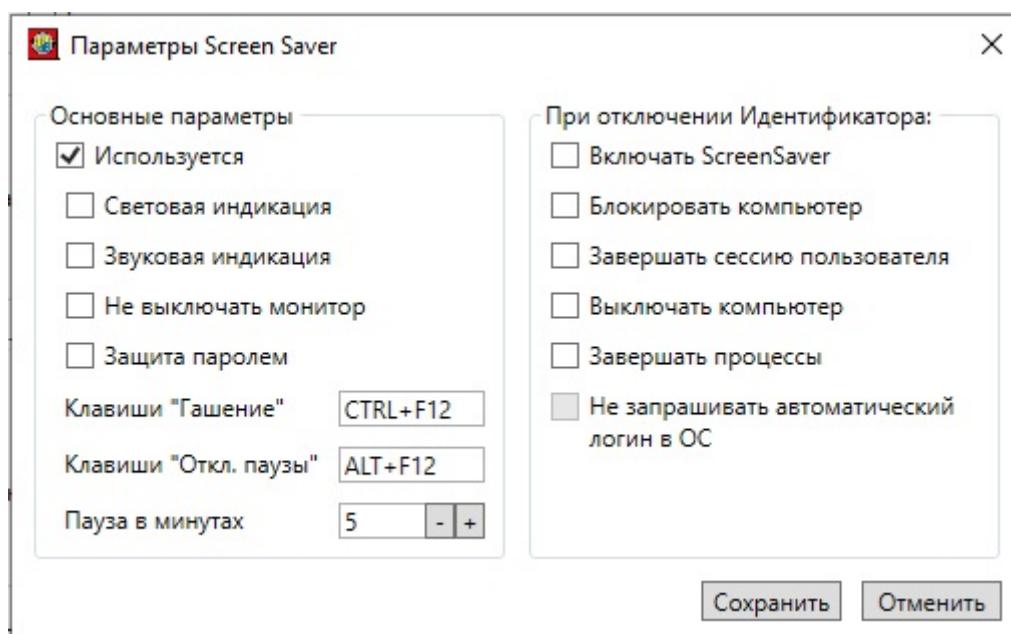 Параметры Screen Saver
Основные параметры
Используется
Световая индикация
Звуковая индикация
Не выключать монитор
Защита паролем
Клавиши "Гашение" CTRL+F12
Клавиши "Откл. паузы" ALT+F12
Пауза в минутах 5 - +
При отключении Идентификатора:
Включать ScreenSaver
Блокировать компьютер
Завершать сессию пользователя
Выключать компьютер
Завершать процессы
Не запрашивать автоматический
логин в ОС
Сохранить Отменить